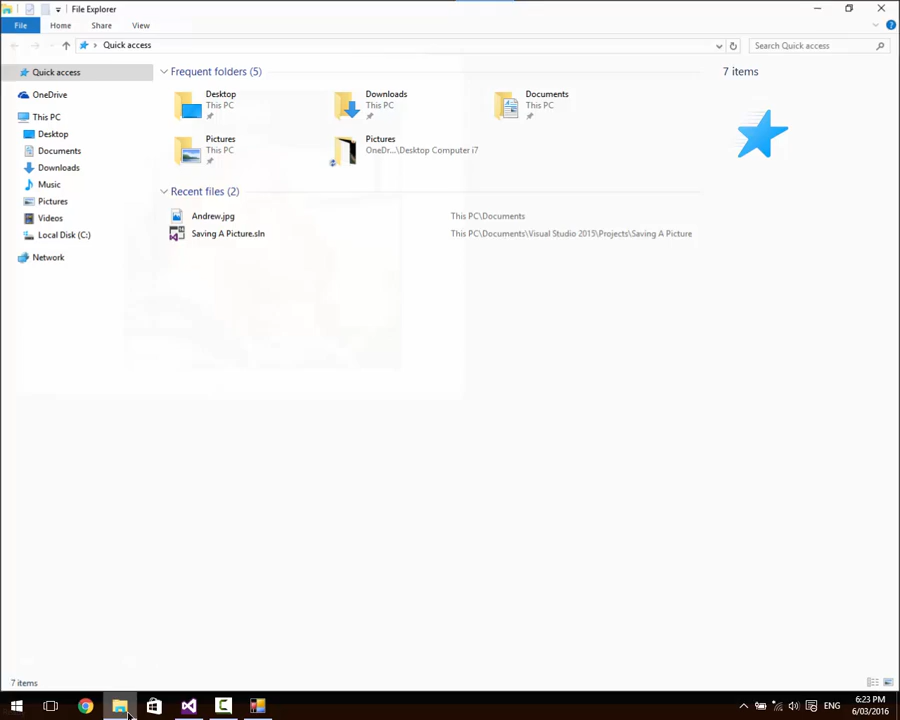 File Explorer
File Home Share View
Quick access Search Quick access
Quick access
OneDrive
This PC
Desktop
Documents
Downloads
Music
Pictures
Videos
Local Disk (C:)
Network
Frequent folders (5)
Desktop
This PC
Downloads
This PC
Documents
This PC
Pictures
This PC
Pictures
OneDr...\Desktop Computer i7
Recent files (2)
Andrew.jpg This PC\Documents
Saving A Picture.sln This PC\Documents\Visual Studio 2015\Projects\Saving A Picture
7 items
7 items
ENG
6:23 PM
6/03/2016